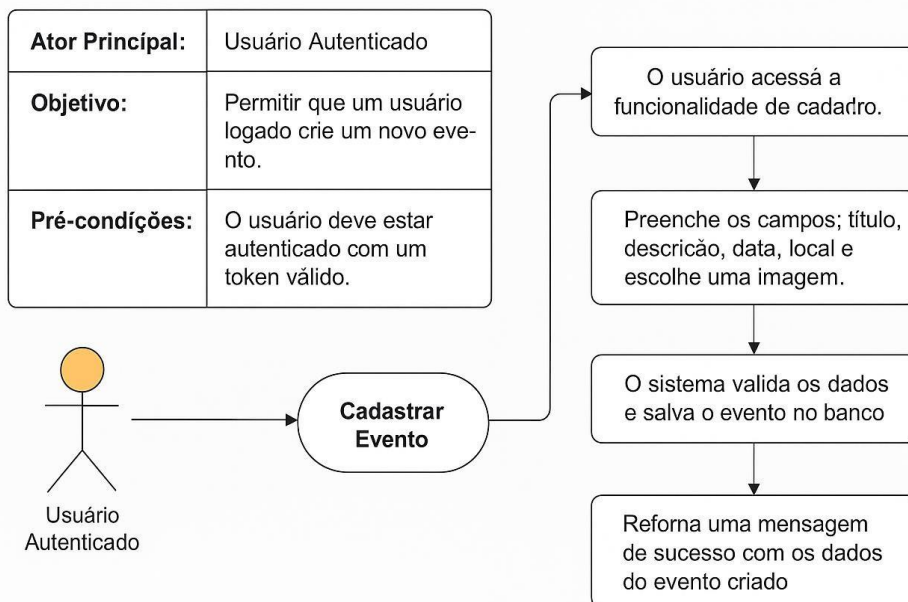 Ator Princípal: Usuário Autenticado
Objetivo: Permitir que um usuário
logado crie um novo eve-
nto.
Pré-condíções: O usuário deve estar
autenticado com um
token válido.
Usuário
Autenticado
Cadastrar
Evento
O usuário acessá a
funcionalidade de cadadro.
Preenche os campos; título,
descricão, data, local e
escolhe uma imagem.
O sistema valida os dados
e salva o evento no banco
Reforna uma mensagem
de sucesso com os dados
do evento criado